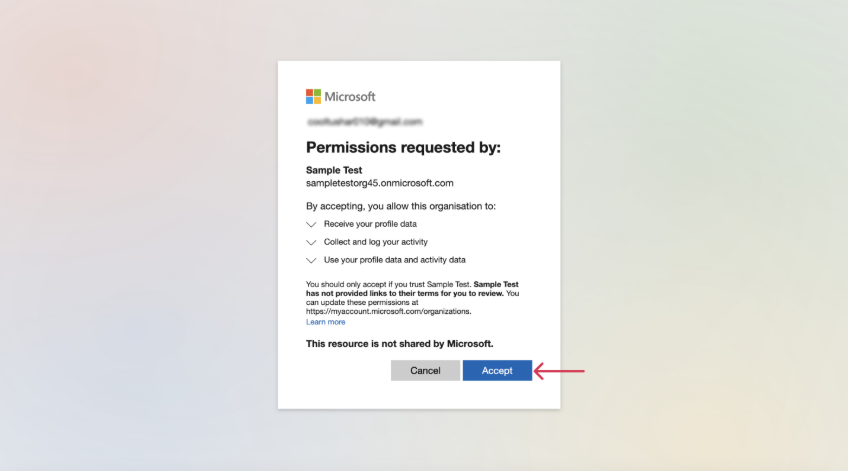 Microsoft
Permissions requested by:
Sample Test
sampletestorg45.onmicrosoft.com
By accepting, you allow this organisation to:
Receive your profile data
Collect and log your activity
Use your profile data and activity data
You should only accept if you trust Sample Test. Sample Test
has not provided links to their terms for you to review. You
can update these permissions at
https://myaccount.microsoft.com/organizations.
Learn more
This resource is not shared by Microsoft.
Cancel Accept